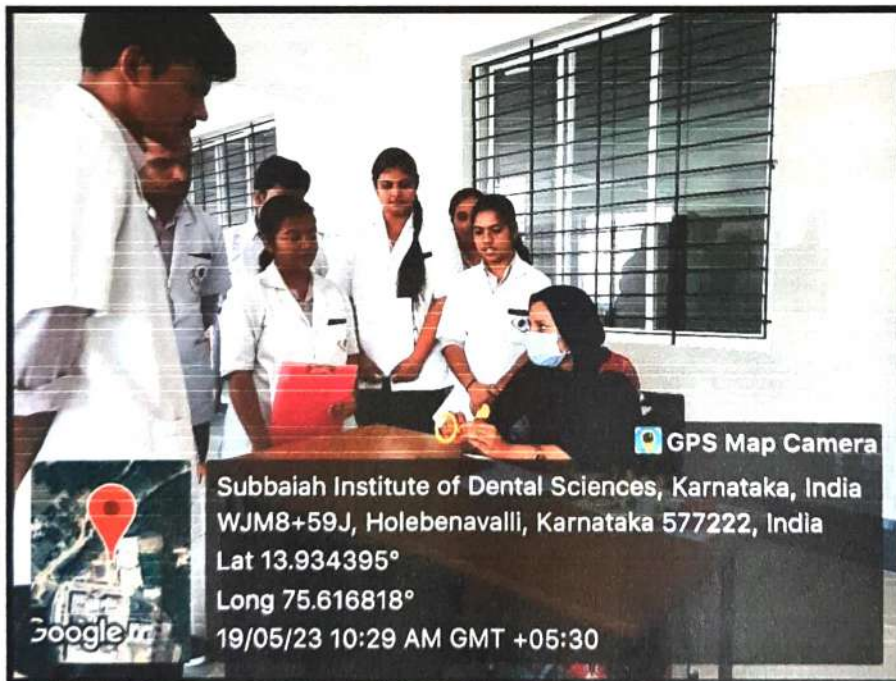 GPS Map Camera
Subbaiah Institute of Dental Sciences, Karnataka, India
WJM8+59J, Holebenavalli, Karnataka 577222, India
Lat 13.934395°
Long 75.616818°
Google
19/05/23 10:29 AM GMT +05:30